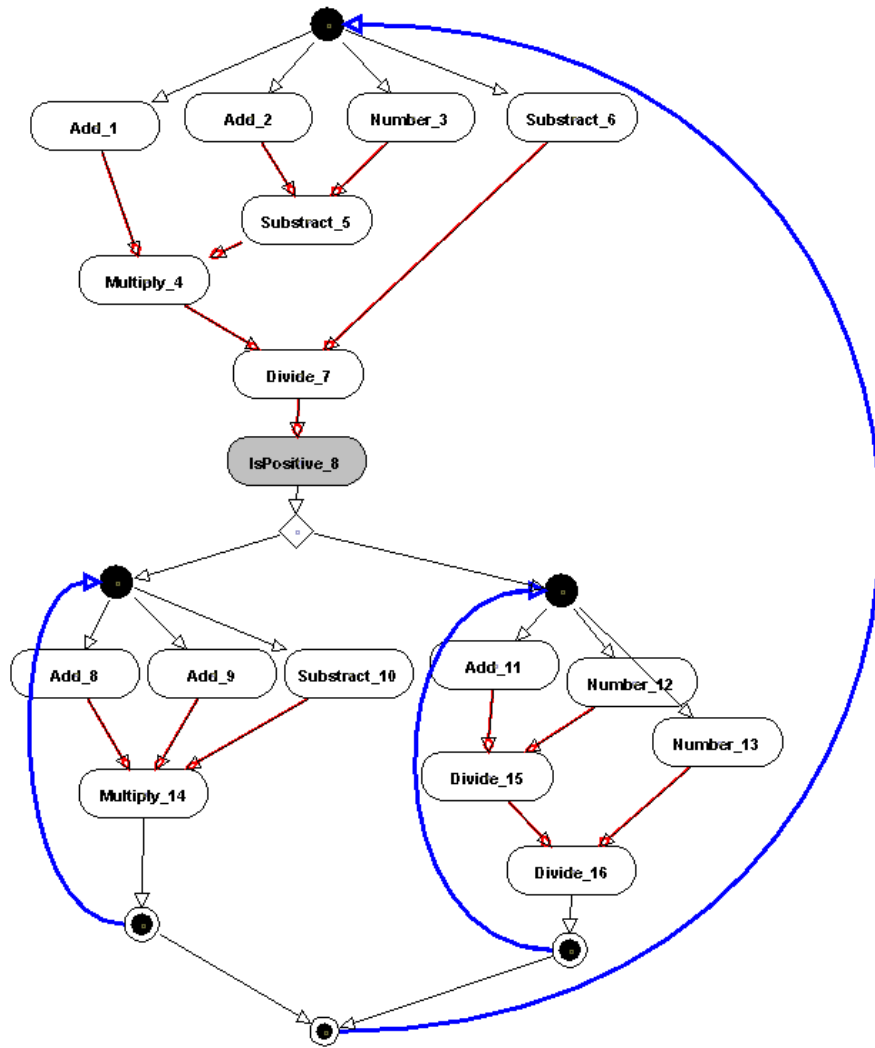 Add_1
Add_2
Number_3
Substract_6
Substract_5
Multiply_4
Divide_7
IsPositive_8
Add_8
Add_9
Substract_10
Add_11
Number_12
Number_13
Multiply_14
Divide_15
Divide_16